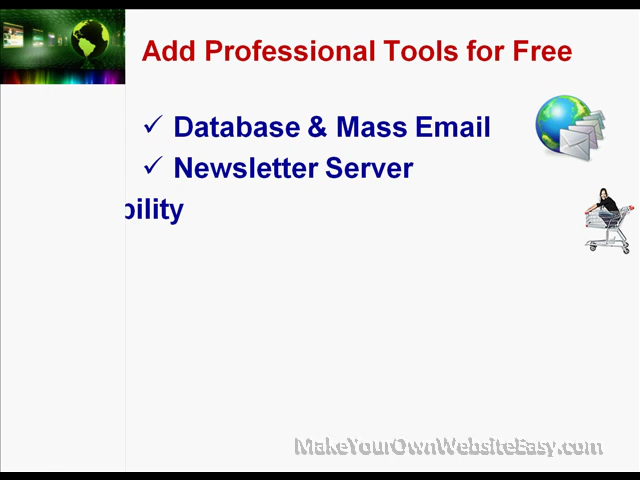 Add Professional Tools for Free
✓ Database & Mass Email
✓ Newsletter Server
bility
MakeYourOwnWebsiteEasy.com